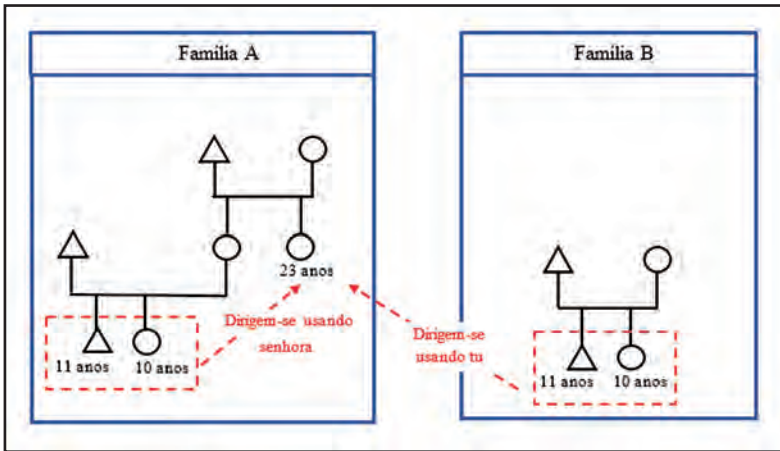 Família A
23 anos
Dirigem-se usando
senhora
11 anos 10 anos
Família B
Dirigem-se
usando tu
11 anos 10 anos